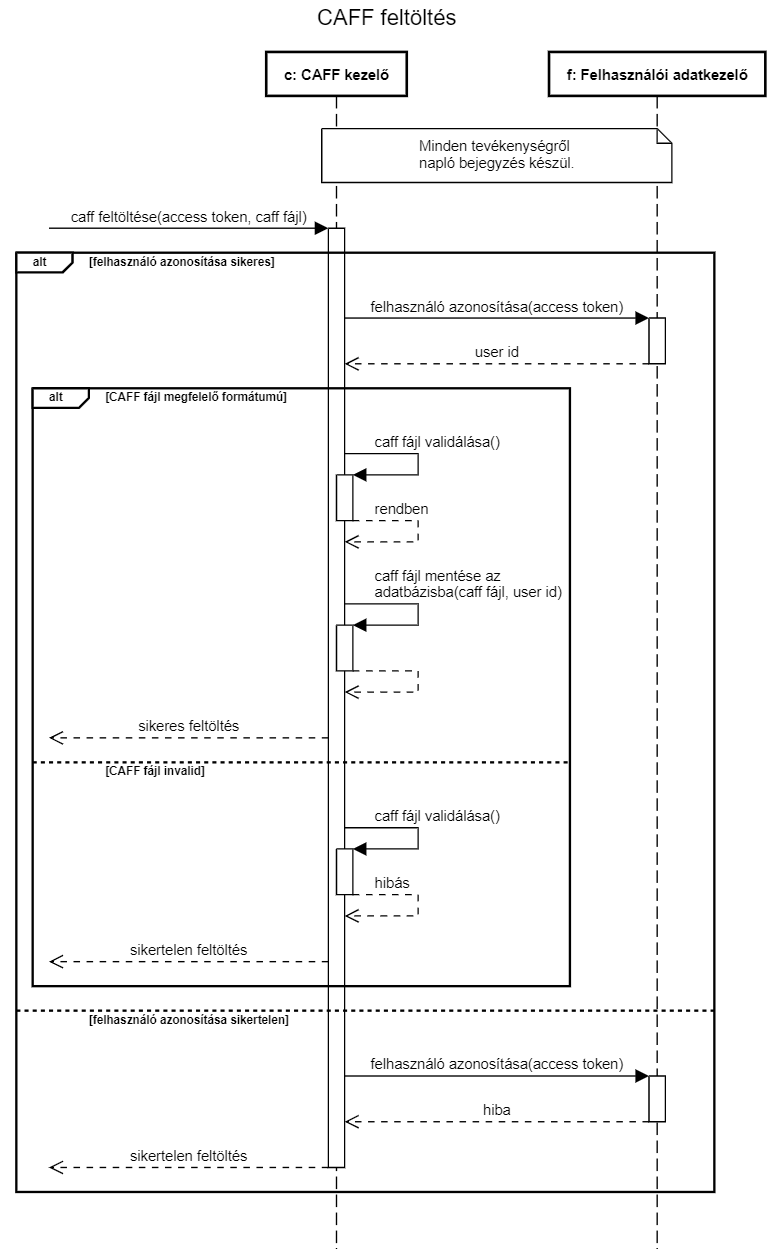 CAFF feltöltés
c: CAFF kezelő
f: Felhasználói adatkezelő
Minden tevékenységről
napló bejegyzés készül.
caff feltöltése(access token, caff fájl)
alt
[felhasználó azonosítása sikeres]
felhasználó azonosítása(access token)
user id
alt
[CAFF fájl megfelelő formátumú]
caff fájl validálása()
rendben
caff fájl mentése az
adatbázisba(caff fájl, user id)
sikeres feltöltés
[CAFF fájl invalid]
caff fájl validálása()
hibás
sikertelen feltöltés
[felhasználó azonosítása sikertelen]
felhasználó azonosítása(access token)
hiba
sikertelen feltöltés